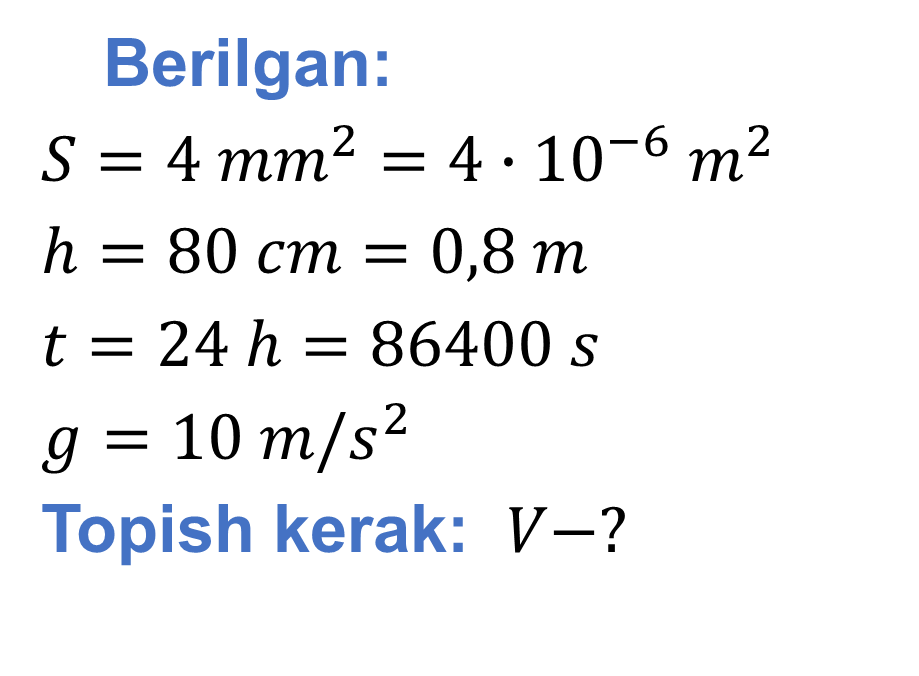 Berilgan:
S = 4 mm² = 4 · 10⁻⁶ m²
h = 80 cm = 0,8 m
t = 24 h = 86400 s
g = 10 m/s²
Topish kerak: V−?